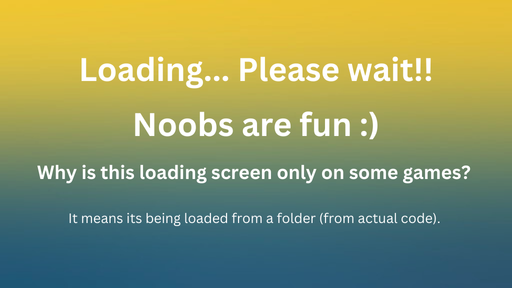 Loading... Please wait!!
Noobs are fun :)
Why is this loading screen only on some games?
It means its being loaded from a folder (from actual code).